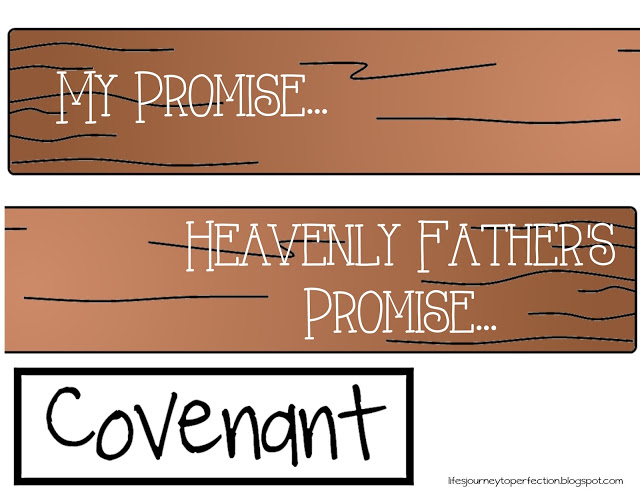 My Promise...
Heavenly Father's
Promise...
Covenant
lifesjourneytoperfection.blogspot.com